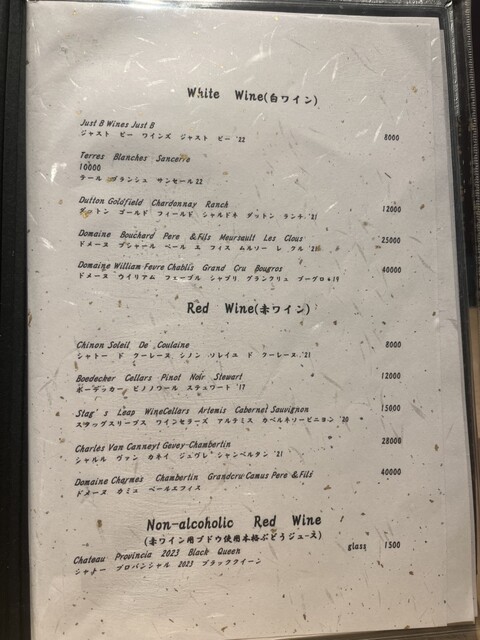 White Wine(白ワイン)
Just B Wines Just B
ジャスト ビー ワインズ ジャスト ビー '22 8000
Terres Blanches Sancerre
10000
テール ブランシュ サンセール22
Dutton Goldfield Chardonnay Ranch
ダットン ゴールド フィールド シャルドネ ダットン ランチ '21 12000
Domaine Bouchard Pere &Fils Meursault Les Clous
ドメーヌ ブシャール ペール エ フィス ムルソー レ クル '21 25000
Domaine William Fevre Chablis Grand Cru Bougros
ドメーヌ ウイリアム フェーブル シャブリ グランクリュ ブーグロ 19 40000
Red Wine(赤ワイン)
Chinon Soleil De Coulaine
シャトー ド クーレーヌ シノン ソレイユ ド クーレーヌ '21 8000
Boedecker Cellars Pinot Noir Stewart
ボーデッカー ピノノワール ステュワート '17 12000
Stag's Leap WineCellars Artemis Cabernet Sauvignon
スタッグスリープス ワインセラーズ アルテミス カベルネソービニヨン '20 15000
Charles Van Canneyt Gevey-Chambertin
シャルル ヴァン カネイ ジュヴレ シャンベルタン '21 28000
Domaine Charmes Chambertin Grandcru Camus Pere &Fils
ドメーヌ カミュ ペールエフィス 40000
Non-alcoholic Red Wine
(赤ワイン用ブドウ使用本格ぶどうジュース)
Chateau Provincia 2023 Black Queen glass 1500
シャトー プロバンシャル 2023 ブラッククイーン